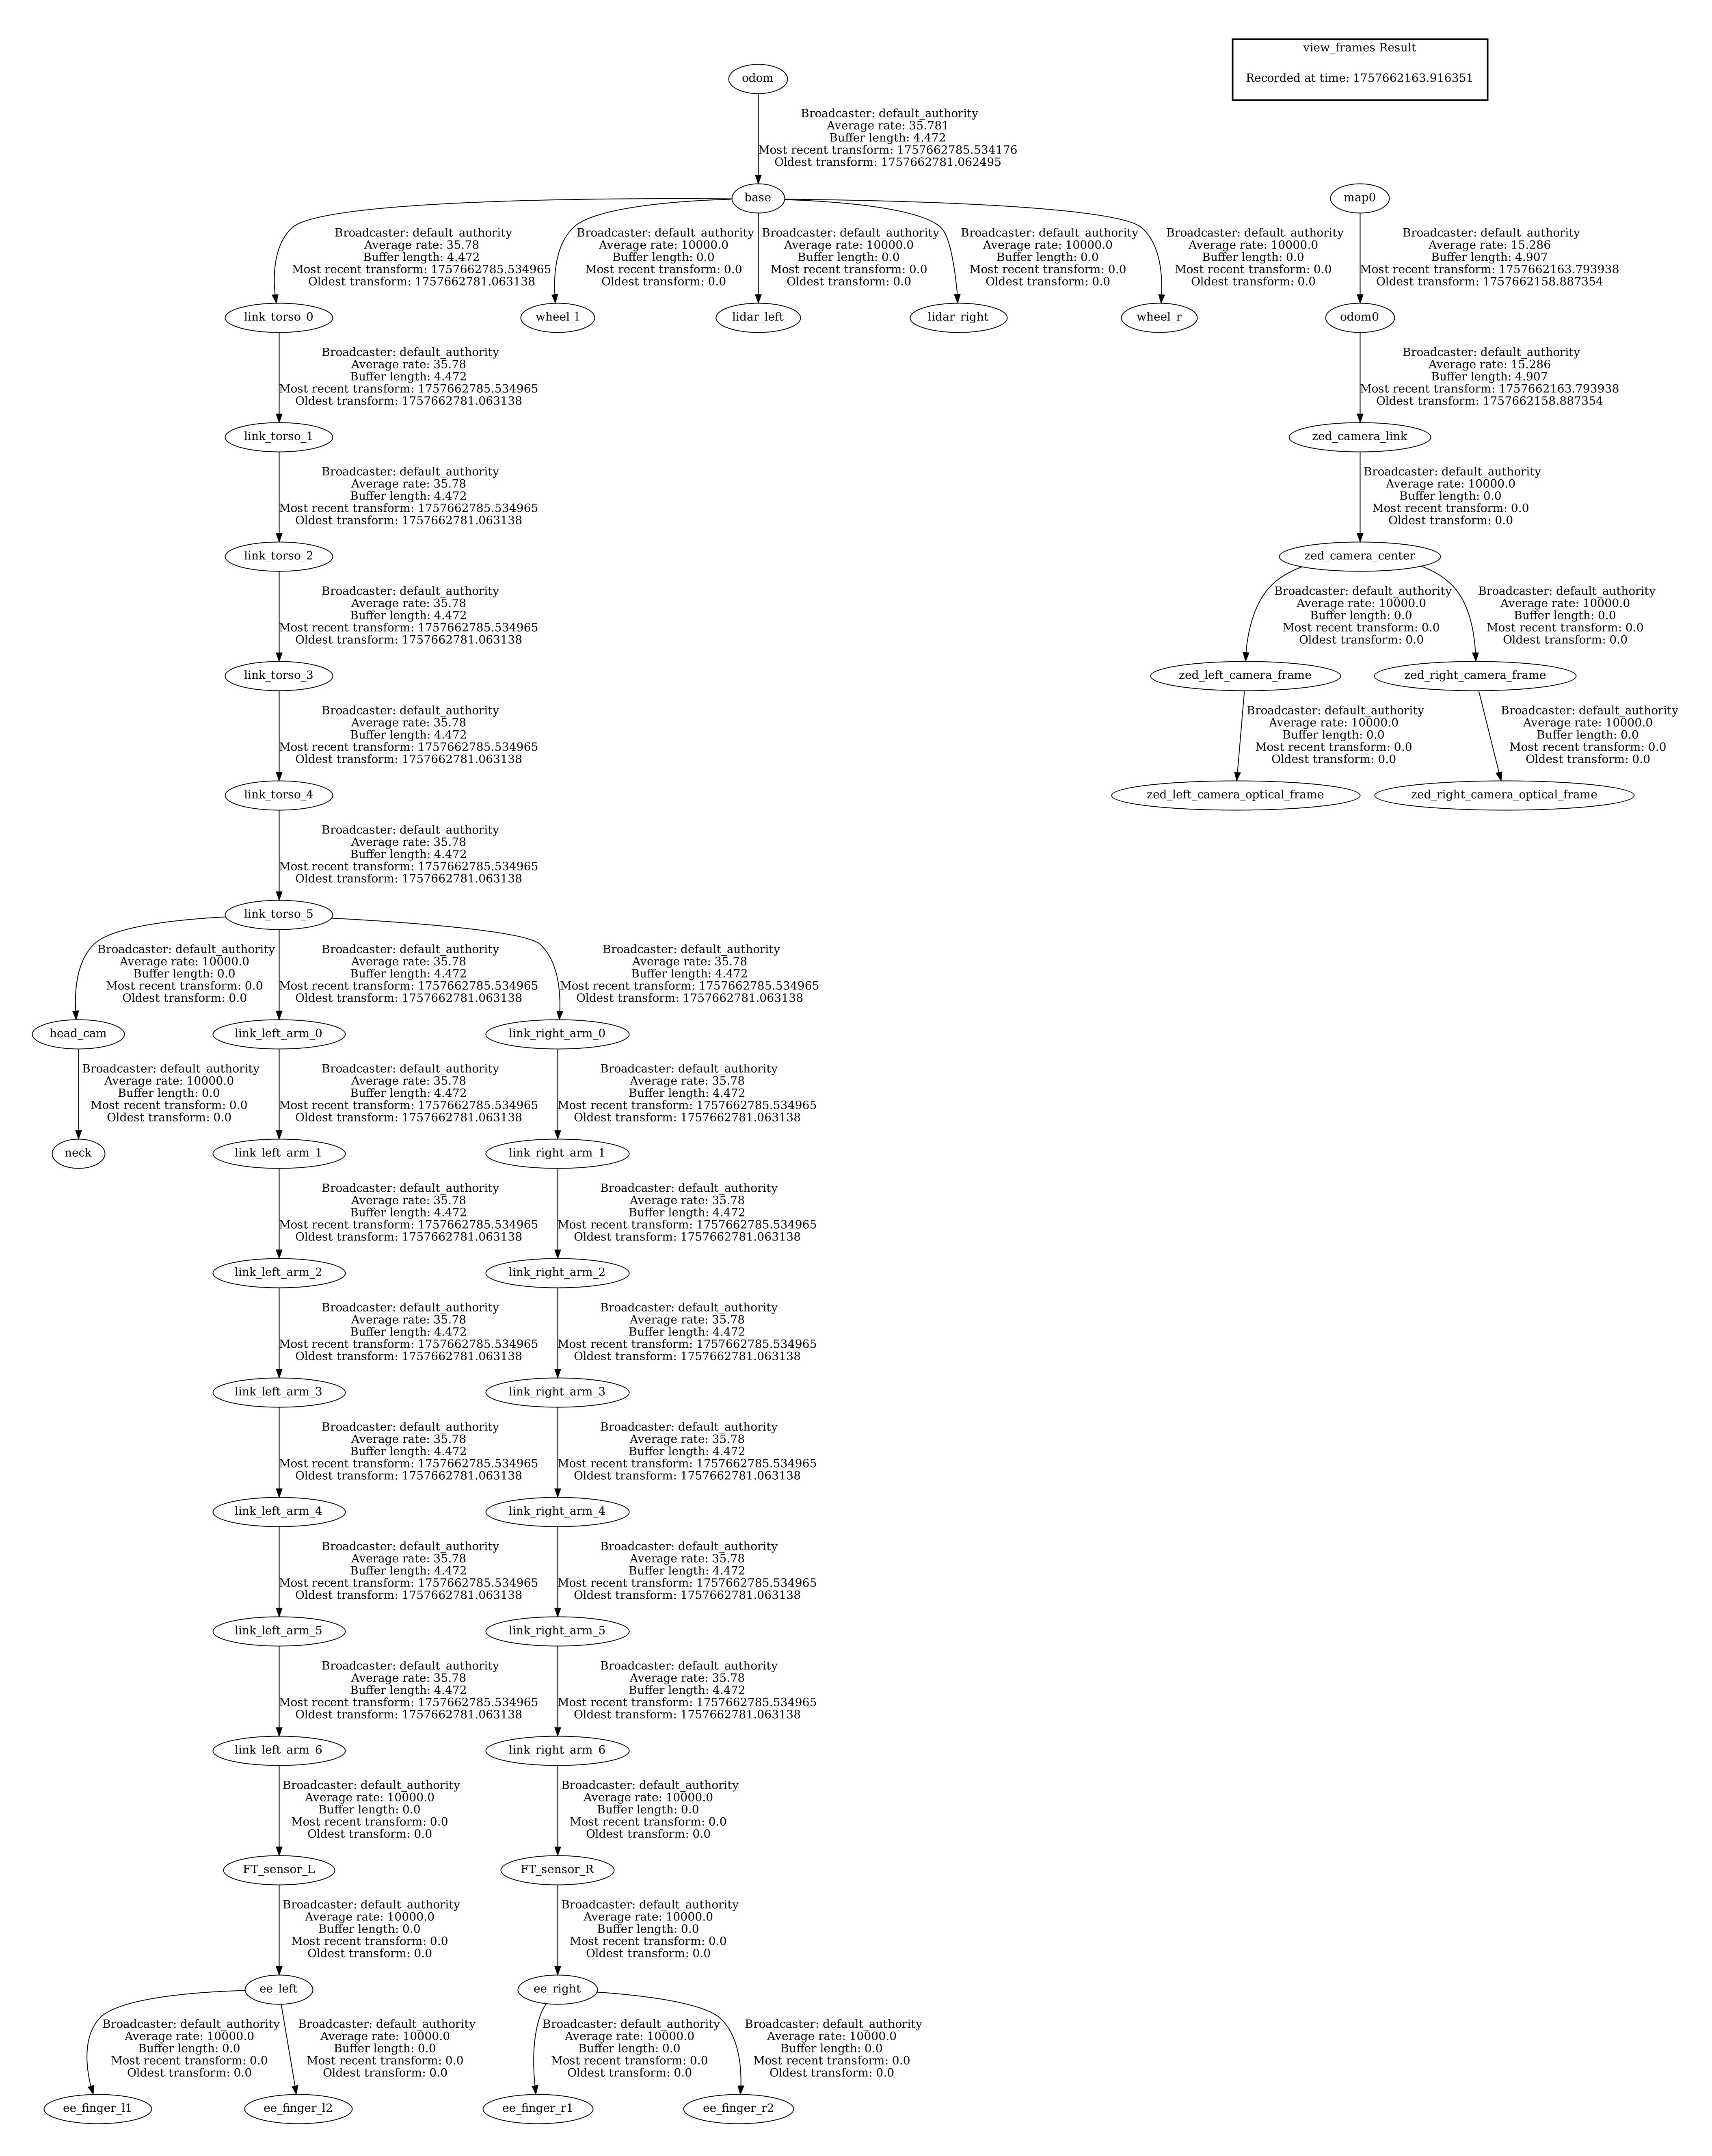 view_frames Result
Recorded at time: 1757662163.916351
odom
Broadcaster: default_authority
Average rate: 35.781
Buffer length: 4.472
Most recent transform: 1757662785.534176
Oldest transform: 1757662781.062495
base
map0
Broadcaster: default_authority
Average rate: 35.78
Buffer length: 4.472
Most recent transform: 1757662785.534965
Oldest transform: 1757662781.063138
Broadcaster: default_authority
Average rate: 10000.0
Buffer length: 0.0
Most recent transform: 0.0
Oldest transform: 0.0
Broadcaster: default_authority
Average rate: 10000.0
Buffer length: 0.0
Most recent transform: 0.0
Oldest transform: 0.0
Broadcaster: default_authority
Average rate: 10000.0
Buffer length: 0.0
Most recent transform: 0.0
Oldest transform: 0.0
Broadcaster: default_authority
Average rate: 10000.0
Buffer length: 0.0
Most recent transform: 0.0
Oldest transform: 0.0
Broadcaster: default_authority
Average rate: 15.286
Buffer length: 4.907
Most recent transform: 1757662163.793938
Oldest transform: 1757662158.887354
link_torso_0
wheel_l
lidar_left
lidar_right
wheel_r
odom0
Broadcaster: default_authority
Average rate: 35.78
Buffer length: 4.472
Most recent transform: 1757662785.534965
Oldest transform: 1757662781.063138
Broadcaster: default_authority
Average rate: 15.286
Buffer length: 4.907
Most recent transform: 1757662163.793938
Oldest transform: 1757662158.887354
link_torso_1
zed_camera_link
Broadcaster: default_authority
Average rate: 35.78
Buffer length: 4.472
Most recent transform: 1757662785.534965
Oldest transform: 1757662781.063138
Broadcaster: default_authority
Average rate: 10000.0
Buffer length: 0.0
Most recent transform: 0.0
Oldest transform: 0.0
link_torso_2
zed_camera_center
Broadcaster: default_authority
Average rate: 35.78
Buffer length: 4.472
Most recent transform: 1757662785.534965
Oldest transform: 1757662781.063138
Broadcaster: default_authority
Average rate: 10000.0
Buffer length: 0.0
Most recent transform: 0.0
Oldest transform: 0.0
Broadcaster: default_authority
Average rate: 10000.0
Buffer length: 0.0
Most recent transform: 0.0
Oldest transform: 0.0
link_torso_3
zed_left_camera_frame
zed_right_camera_frame
Broadcaster: default_authority
Average rate: 35.78
Buffer length: 4.472
Most recent transform: 1757662785.534965
Oldest transform: 1757662781.063138
Broadcaster: default_authority
Average rate: 10000.0
Buffer length: 0.0
Most recent transform: 0.0
Oldest transform: 0.0
Broadcaster: default_authority
Average rate: 10000.0
Buffer length: 0.0
Most recent transform: 0.0
Oldest transform: 0.0
link_torso_4
zed_left_camera_optical_frame
zed_right_camera_optical_frame
Broadcaster: default_authority
Average rate: 35.78
Buffer length: 4.472
Most recent transform: 1757662785.534965
Oldest transform: 1757662781.063138
link_torso_5
Broadcaster: default_authority
Average rate: 10000.0
Buffer length: 0.0
Most recent transform: 0.0
Oldest transform: 0.0
Broadcaster: default_authority
Average rate: 35.78
Buffer length: 4.472
Most recent transform: 1757662785.534965
Oldest transform: 1757662781.063138
Broadcaster: default_authority
Average rate: 35.78
Buffer length: 4.472
Most recent transform: 1757662785.534965
Oldest transform: 1757662781.063138
head_cam
link_left_arm_0
link_right_arm_0
Broadcaster: default_authority
Average rate: 10000.0
Buffer length: 0.0
Most recent transform: 0.0
Oldest transform: 0.0
Broadcaster: default_authority
Average rate: 35.78
Buffer length: 4.472
Most recent transform: 1757662785.534965
Oldest transform: 1757662781.063138
Broadcaster: default_authority
Average rate: 35.78
Buffer length: 4.472
Most recent transform: 1757662785.534965
Oldest transform: 1757662781.063138
neck
link_left_arm_1
link_right_arm_1
Broadcaster: default_authority
Average rate: 35.78
Buffer length: 4.472
Most recent transform: 1757662785.534965
Oldest transform: 1757662781.063138
Broadcaster: default_authority
Average rate: 35.78
Buffer length: 4.472
Most recent transform: 1757662785.534965
Oldest transform: 1757662781.063138
link_left_arm_2
link_right_arm_2
Broadcaster: default_authority
Average rate: 35.78
Buffer length: 4.472
Most recent transform: 1757662785.534965
Oldest transform: 1757662781.063138
Broadcaster: default_authority
Average rate: 35.78
Buffer length: 4.472
Most recent transform: 1757662785.534965
Oldest transform: 1757662781.063138
link_left_arm_3
link_right_arm_3
Broadcaster: default_authority
Average rate: 35.78
Buffer length: 4.472
Most recent transform: 1757662785.534965
Oldest transform: 1757662781.063138
Broadcaster: default_authority
Average rate: 35.78
Buffer length: 4.472
Most recent transform: 1757662785.534965
Oldest transform: 1757662781.063138
link_left_arm_4
link_right_arm_4
Broadcaster: default_authority
Average rate: 35.78
Buffer length: 4.472
Most recent transform: 1757662785.534965
Oldest transform: 1757662781.063138
Broadcaster: default_authority
Average rate: 35.78
Buffer length: 4.472
Most recent transform: 1757662785.534965
Oldest transform: 1757662781.063138
link_left_arm_5
link_right_arm_5
Broadcaster: default_authority
Average rate: 35.78
Buffer length: 4.472
Most recent transform: 1757662785.534965
Oldest transform: 1757662781.063138
Broadcaster: default_authority
Average rate: 35.78
Buffer length: 4.472
Most recent transform: 1757662785.534965
Oldest transform: 1757662781.063138
link_left_arm_6
link_right_arm_6
Broadcaster: default_authority
Average rate: 10000.0
Buffer length: 0.0
Most recent transform: 0.0
Oldest transform: 0.0
Broadcaster: default_authority
Average rate: 10000.0
Buffer length: 0.0
Most recent transform: 0.0
Oldest transform: 0.0
FT_sensor_L
FT_sensor_R
Broadcaster: default_authority
Average rate: 10000.0
Buffer length: 0.0
Most recent transform: 0.0
Oldest transform: 0.0
Broadcaster: default_authority
Average rate: 10000.0
Buffer length: 0.0
Most recent transform: 0.0
Oldest transform: 0.0
ee_left
ee_right
Broadcaster: default_authority
Average rate: 10000.0
Buffer length: 0.0
Most recent transform: 0.0
Oldest transform: 0.0
Broadcaster: default_authority
Average rate: 10000.0
Buffer length: 0.0
Most recent transform: 0.0
Oldest transform: 0.0
Broadcaster: default_authority
Average rate: 10000.0
Buffer length: 0.0
Most recent transform: 0.0
Oldest transform: 0.0
Broadcaster: default_authority
Average rate: 10000.0
Buffer length: 0.0
Most recent transform: 0.0
Oldest transform: 0.0
ee_finger_l1
ee_finger_l2
ee_finger_r1
ee_finger_r2